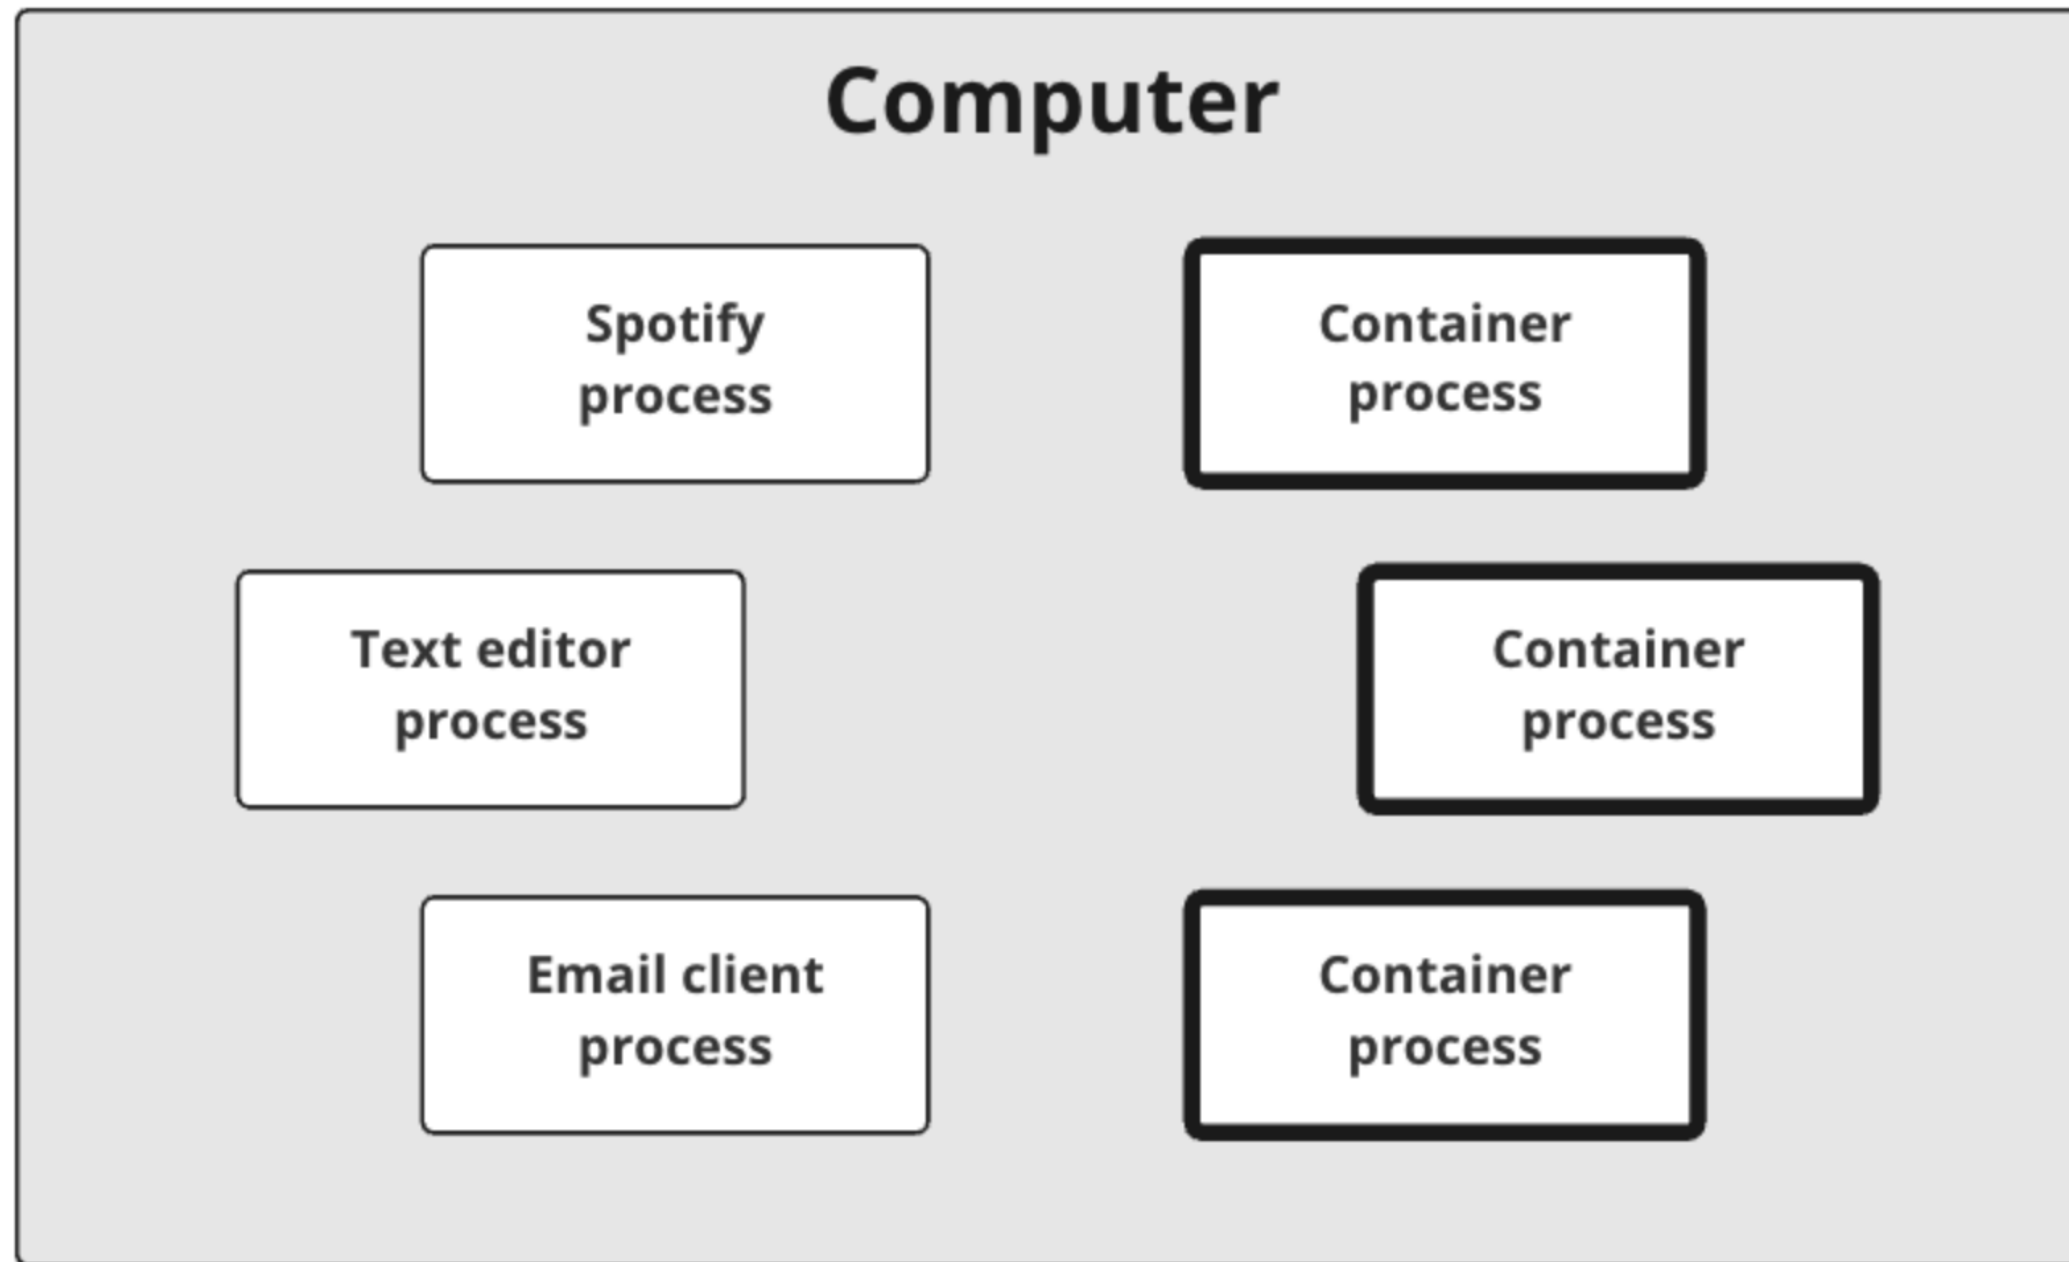 Computer
Spotify
process
Container
process
Text editor
process
Container
process
Email client
process
Container
process